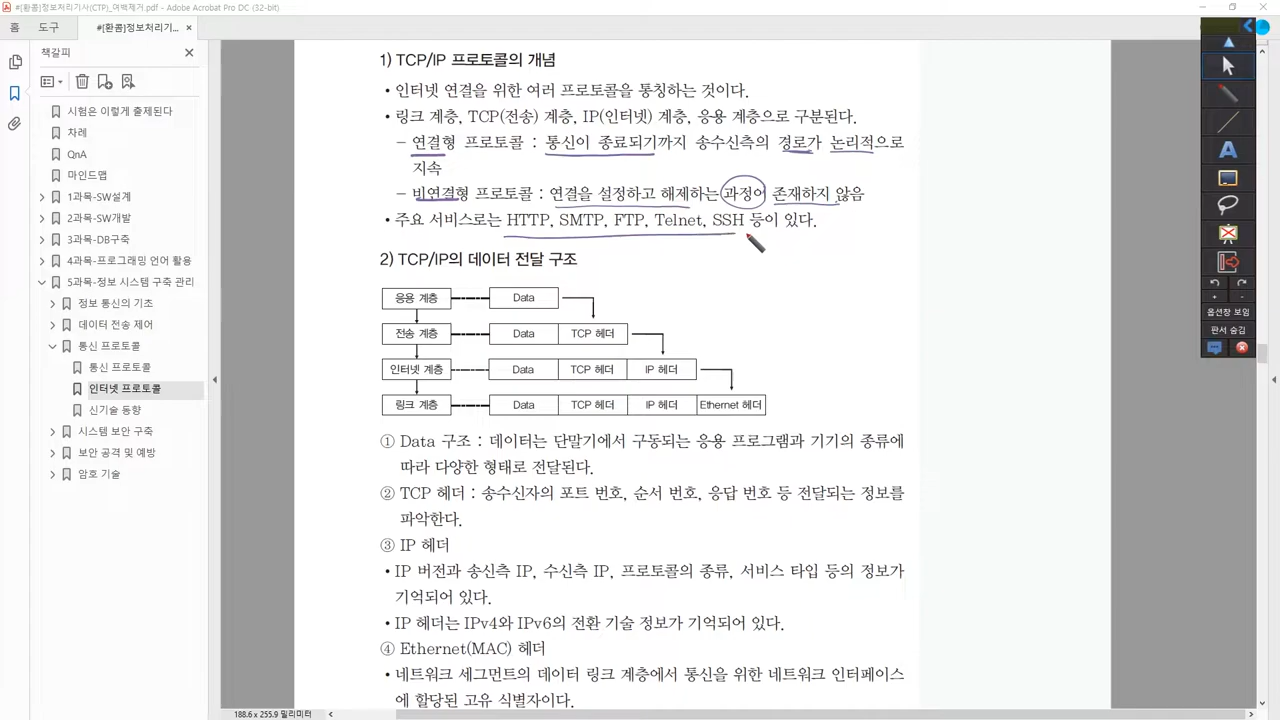 #[환콤]정보처리기사(CTP)_여백제거.pdf - Adobe Acrobat Pro DC (32-bit)
홈 도구 #[환콤]정보처리기... ×
책갈피
시험은 이렇게 출제된다
차례
QnA
마인드맵
1과목-SW설계
2과목-SW개발
3과목-DB구축
4과목-프로그래밍 언어 활용
5과목-정보 시스템 구축 관리
정보 통신의 기초
데이터 전송 제어
통신 프로토콜
통신 프로토콜
인터넷 프로토콜
신기술 동향
시스템 보안 구축
보안 공격 및 예방
암호 기술
1) TCP/IP 프로토콜의 개념
• 인터넷 연결을 위한 여러 프로토콜을 통칭하는 것이다.
• 링크 계층, TCP(전송) 계층, IP(인터넷) 계층, 응용 계층으로 구분된다.
– 연결형 프로토콜 : 통신이 종료되기까지 송수신측의 경로가 논리적으로
지속
– 비연결형 프로토콜 : 연결을 설정하고 해제하는 과정이 존재하지 않음
• 주요 서비스로는 HTTP, SMTP, FTP, Telnet, SSH 등이 있다.
2) TCP/IP의 데이터 전달 구조
응용 계층 Data
전송 계층 Data TCP 헤더
인터넷 계층 Data TCP 헤더 IP 헤더
링크 계층 Data TCP 헤더 IP 헤더 Ethernet 헤더
① Data 구조 : 데이터는 단말기에서 구동되는 응용 프로그램과 기기의 종류에
따라 다양한 형태로 전달된다.
② TCP 헤더 : 송수신자의 포트 번호, 순서 번호, 응답 번호 등 전달되는 정보를
파악한다.
③ IP 헤더
• IP 버전과 송신측 IP, 수신측 IP, 프로토콜의 종류, 서비스 타입 등의 정보가
기억되어 있다.
• IP 헤더는 IPv4와 IPv6의 전환 기술 정보가 기억되어 있다.
④ Ethernet(MAC) 헤더
• 네트워크 세그먼트의 데이터 링크 계층에서 통신을 위한 네트워크 인터페이스
에 할당된 고유 식별자이다.
188.6 x 255.9 밀리미터
A
+ -
옵션창 보임
판서 숨김